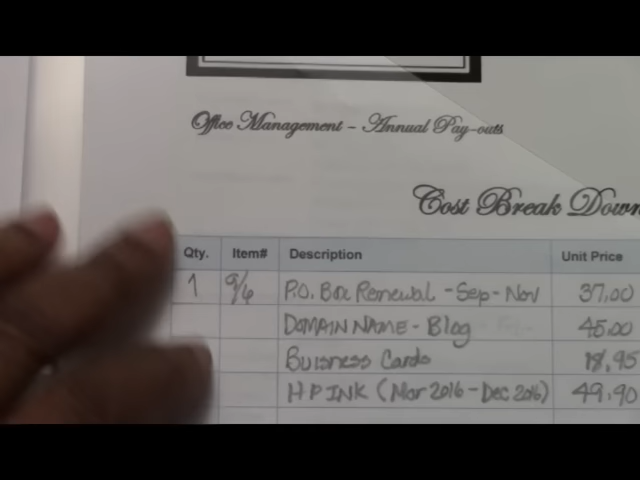 Office Management - Annual Pay-outs
Cost Break Down
Qty. Item# Description Unit Price
1 9/6 P.O. Box Renewal - Sep - Nov 37.00
DOMAIN NAME - Blog 45.00
Buisness Cards 18.95
HP INK (Mar 2016 - Dec 2016) 49.90